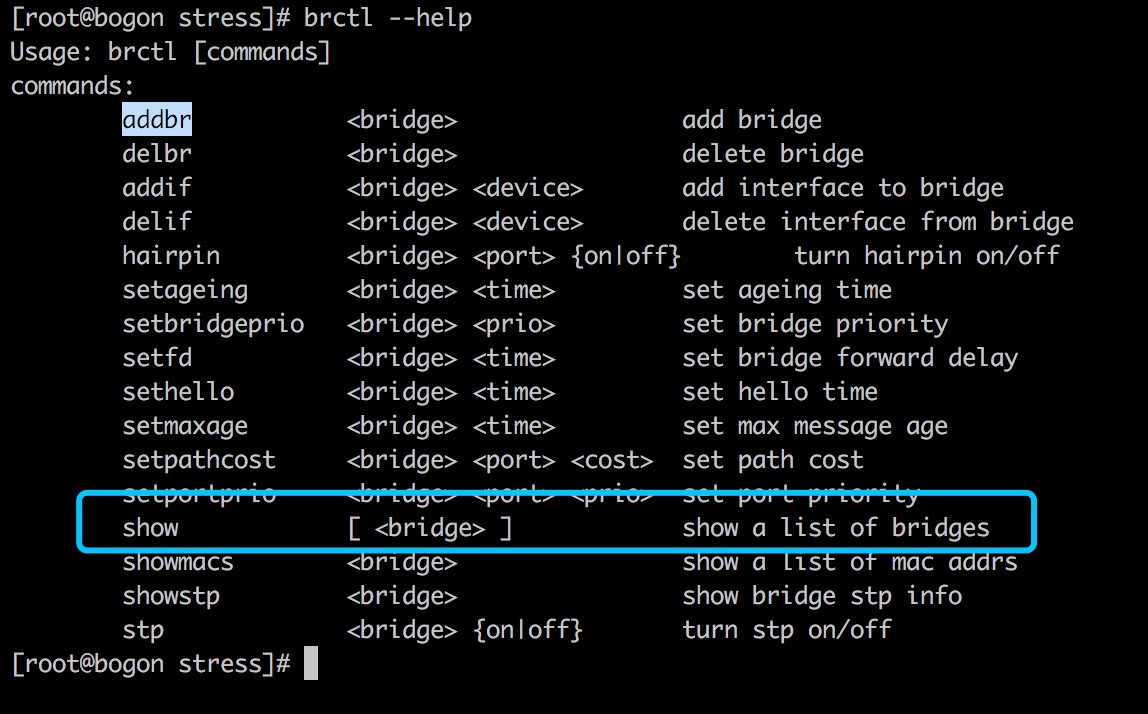 [root@bogon stress]# brctl --help
Usage: brctl [commands]
commands:
addbr <bridge> add bridge
delbr <bridge> delete bridge
addif <bridge> <device> add interface to bridge
delif <bridge> <device> delete interface from bridge
hairpin <bridge> <port> {on|off} turn hairpin on/off
setageing <bridge> <time> set ageing time
setbridgeprio <bridge> <prio> set bridge priority
setfd <bridge> <time> set bridge forward delay
sethello <bridge> <time> set hello time
setmaxage <bridge> <time> set max message age
setpathcost <bridge> <port> <cost> set path cost
setportprio <bridge> <port> <prio> set port priority
show [ <bridge> ] show a list of bridges
showmacs <bridge> show a list of mac addrs
showstp <bridge> show bridge stp info
stp <bridge> {on|off} turn stp on/off
[root@bogon stress]#